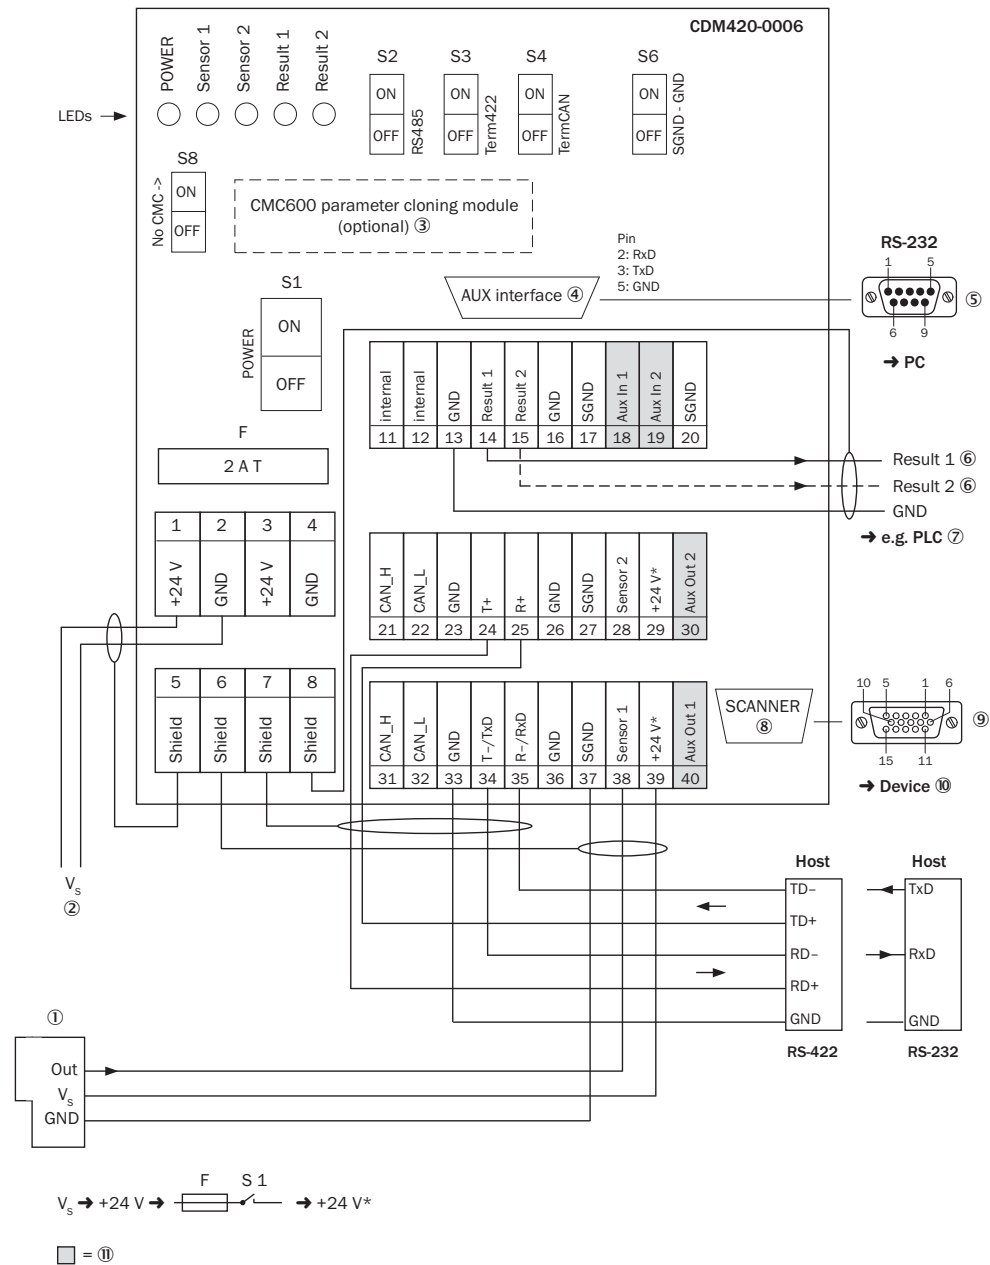 CDM420-0006
POWER Sensor 1 Sensor 2 Result 1 Result 2
LEDs
S2 S3 S4 S6
ON ON ON ON
OFF OFF OFF OFF
RS485 Term422 TermCAN SGND - GND
S8
No CMC ->
ON
OFF
CMC600 parameter cloning module
(optional) ③
Pin
2: RxD
3: TxD
5: GND
AUX interface ④
RS-232
1 5
⑤
6 9
➔ PC
S1
POWER
ON
OFF
F
2 A T
internal internal GND Result 1 Result 2 GND SGND Aux In 1 Aux In 2 SGND
11 12 13 14 15 16 17 18 19 20
Result 1 ⑥
Result 2 ⑥
GND
➔ e.g. PLC ⑦
1 2 3 4
+24 V GND +24 V GND
CAN_H CAN_L GND T+ R+ GND SGND Sensor 2 +24 V* Aux Out 2
21 22 23 24 25 26 27 28 29 30
5 6 7 8
Shield Shield Shield Shield
CAN_H CAN_L GND T–/TxD R–/RxD GND SGND Sensor 1 +24 V* Aux Out 1
31 32 33 34 35 36 37 38 39 40
SCANNER
⑧
10 5 1 6
⑨
15 11
➔ Device ⑩
Vs
②
Host Host
TD– TxD
TD+
RD– RxD
RD+
GND GND
RS-422 RS-232
①
Out
Vs
GND
F S 1
Vs ➔ +24 V ➔ ➔ +24 V*
= ⑪